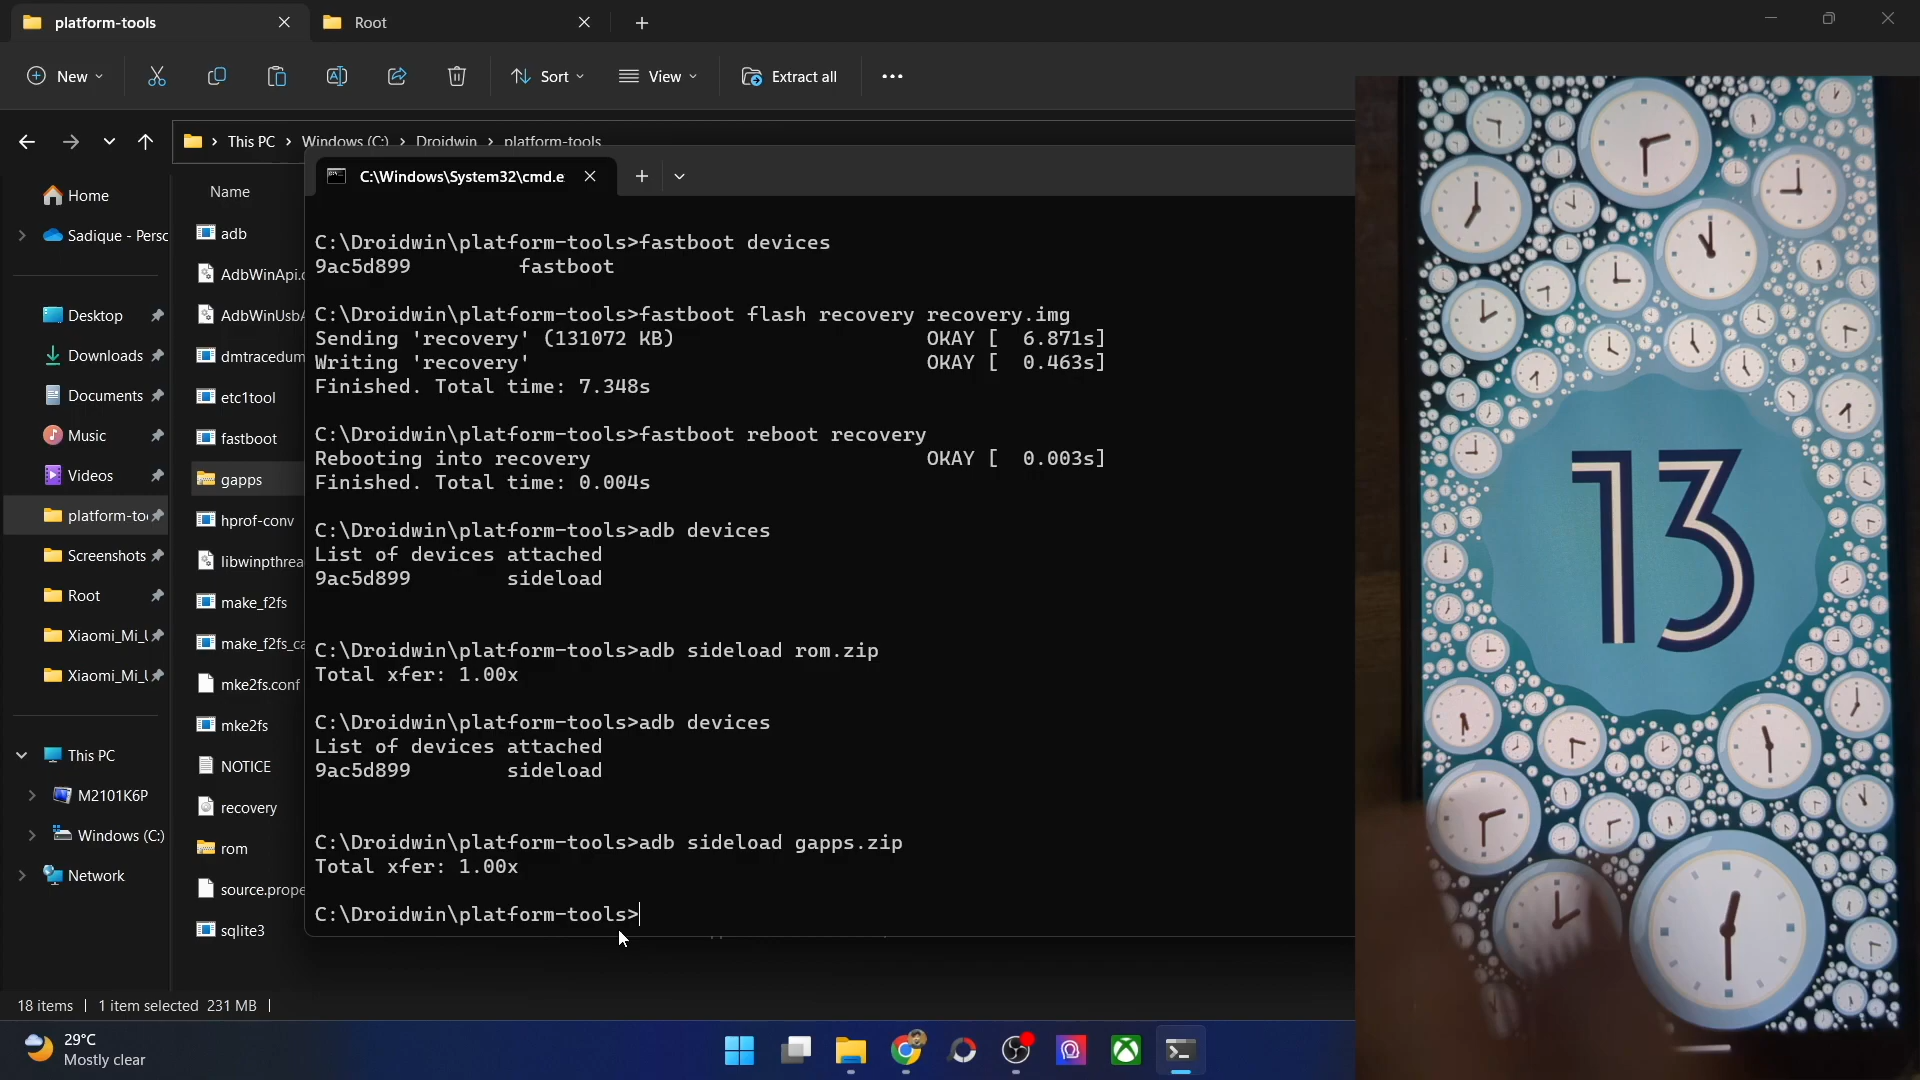 platform-tools
Root
New
Sort
View
Extract all
This PC
Windows (C:)
Droidwin
platform-tools
C:\Windows\System32\cmd.e
Name
Home
Sadique - Persc
Desktop
Downloads
Documents
Music
Videos
platform-to
Screenshots
Root
Xiaomi_Mi_
Xiaomi_Mi_
This PC
M2101K6P
Windows (C:)
Network
adb
AdbWinApi.
AdbWinUsb
dmtracedum
etc1tool
fastboot
gapps
hprof-conv
libwinpthrea
make_f2fs
make_f2fs_ca
mke2fs.conf
mke2fs
NOTICE
recovery
rom
source.prope
sqlite3
C:\Droidwin\platform-tools>fastboot devices
9ac5d899 fastboot
C:\Droidwin\platform-tools>fastboot flash recovery recovery.img
Sending 'recovery' (131072 KB) OKAY [ 6.871s]
Writing 'recovery' OKAY [ 0.463s]
Finished. Total time: 7.348s
C:\Droidwin\platform-tools>fastboot reboot recovery
Rebooting into recovery OKAY [ 0.003s]
Finished. Total time: 0.004s
C:\Droidwin\platform-tools>adb devices
List of devices attached
9ac5d899 sideload
C:\Droidwin\platform-tools>adb sideload rom.zip
Total xfer: 1.00x
C:\Droidwin\platform-tools>adb devices
List of devices attached
9ac5d899 sideload
C:\Droidwin\platform-tools>adb sideload gapps.zip
Total xfer: 1.00x
C:\Droidwin\platform-tools>
13
18 items
1 item selected 231 MB
29°C
Mostly clear